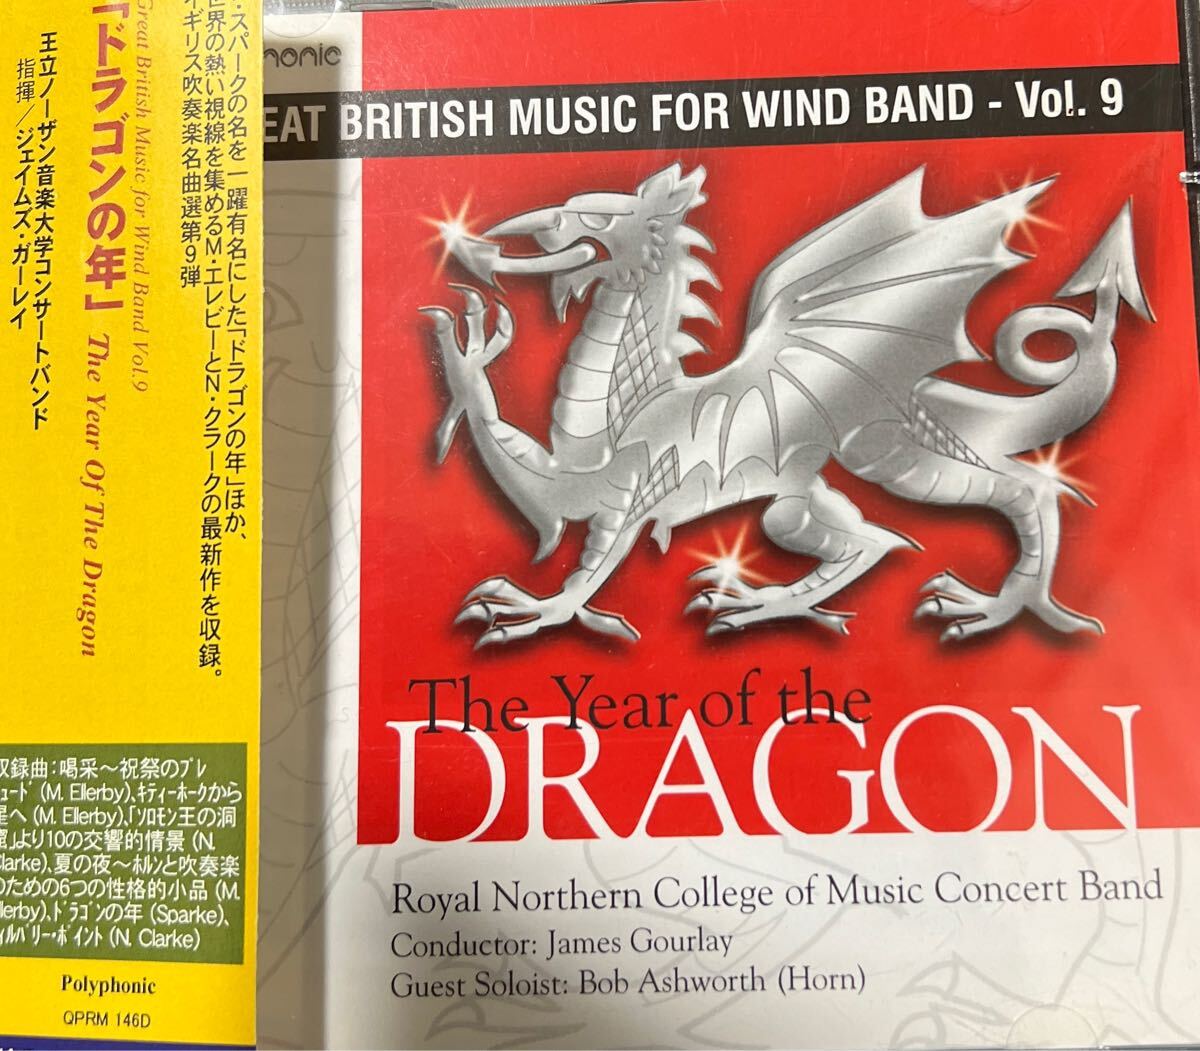 「ドラゴンの年」 The Year Of The Dragon
Great British Music for Wind Band Vol.9
王立ノーザン音楽大学コンサートバンド
指揮/ジェイムズ・ガーレイ
・スパークの名を一躍有名にした「ドラゴンの年」ほか、
世界の熱い視線を集めるM・エレビーとN・クラークの最新作を収録。
イギリス吹奏楽名曲選第9弾
収録曲:喝采～祝祭のプレ
ュード(M. Ellerby)、キティーホークから
星へ(M. Ellerby)、「ソロモン王の洞
窟」より10の交響的情景(N.
Clarke)、夏の夜～ホルンと吹奏楽
のための6つの性格的小品(M.
llerby)、ドラゴンの年(Sparke)、
ィルバリー・ポイント(N. Clarke)
Polyphonic
QPRM 146D
phonic
EAT BRITISH MUSIC FOR WIND BAND - Vol. 9
The Year of the
DRAGON
Royal Northern College of Music Concert Band
Conductor: James Gourlay
Guest Soloist: Bob Ashworth (Horn)